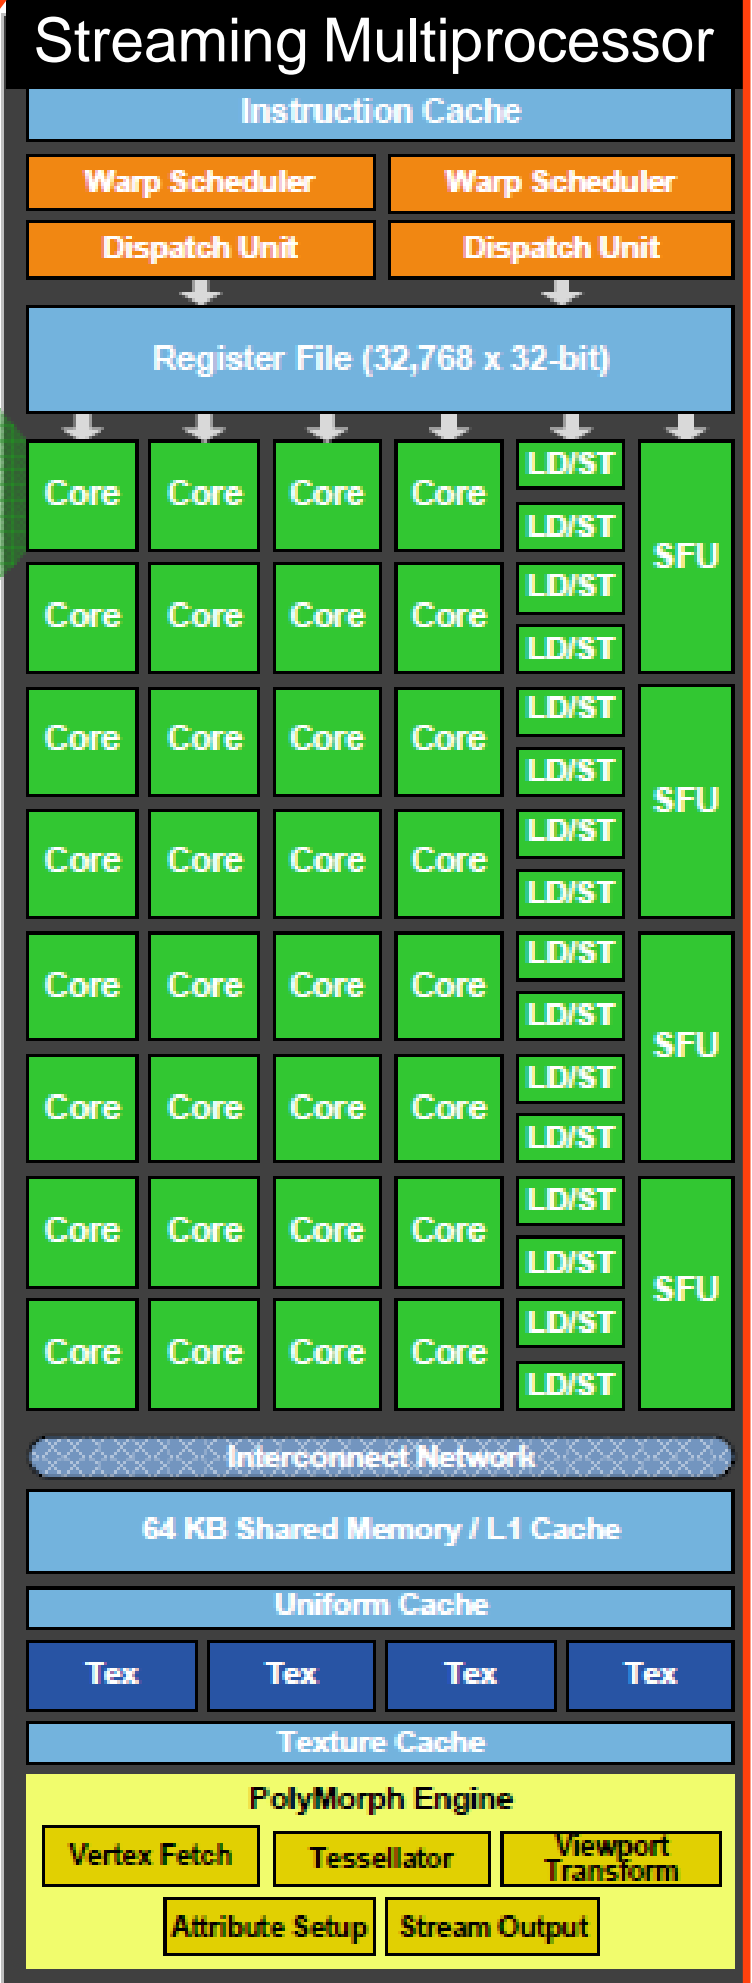 Streaming Multiprocessor
Instruction Cache
Warp Scheduler Warp Scheduler
Dispatch Unit Dispatch Unit
Register File (32,768 x 32-bit)
LD/ST
Core Core Core Core
LD/ST
SFU
LD/ST
Core Core Core Core
LD/ST
LD/ST
Core Core Core Core
LD/ST
SFU
LD/ST
Core Core Core Core
LD/ST
LD/ST
Core Core Core Core
LD/ST
SFU
LD/ST
Core Core Core Core
LD/ST
LD/ST
Core Core Core Core
LD/ST
SFU
LD/ST
Core Core Core Core
LD/ST
Interconnect Network
64 KB Shared Memory / L1 Cache
Uniform Cache
Tex Tex Tex Tex
Texture Cache
PolyMorph Engine
Vertex Fetch Tessellator Viewport
Transform
Attribute Setup Stream Output